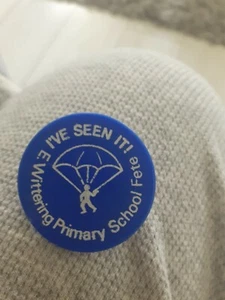 I'VE SEEN IT!
E. Wittering Primary School Fete